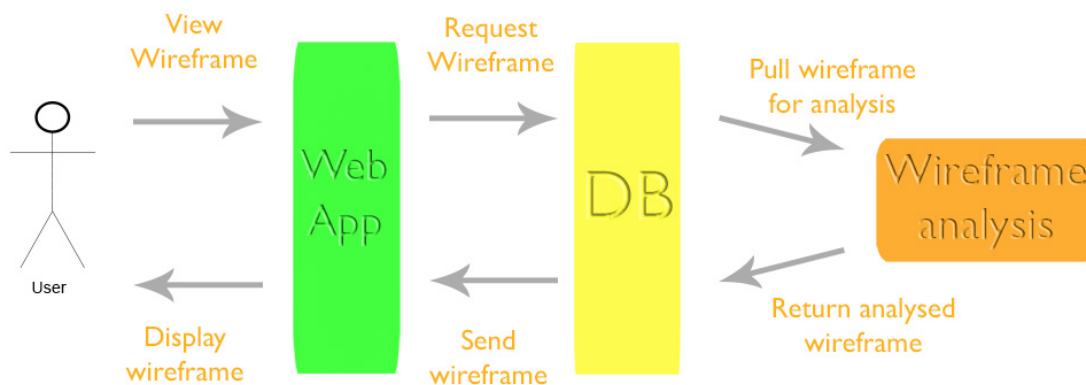 View
Wireframe
Request
Wireframe
Pull wireframe
for analysis
Web
App
DB
Wireframe
analysis
User
Display
wireframe
Send
wireframe
Return analysed
wireframe